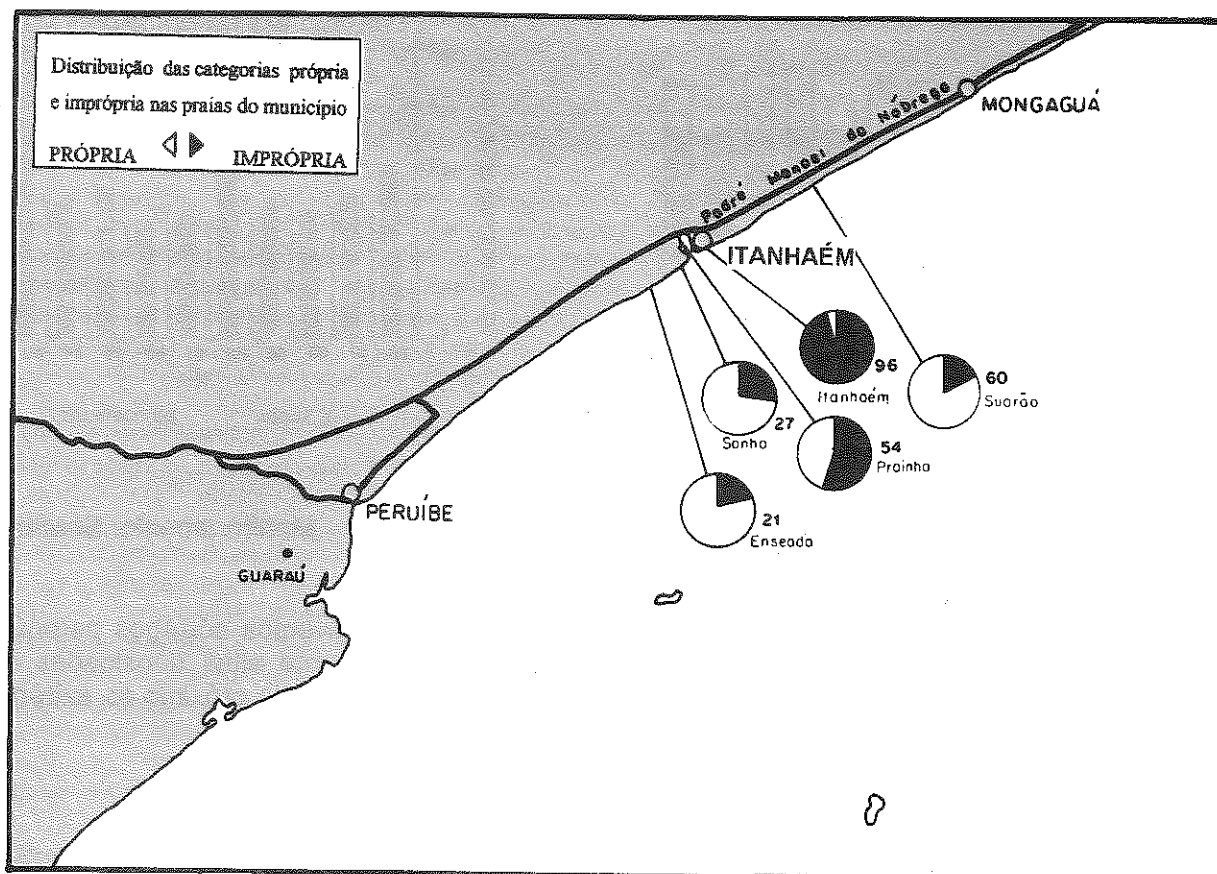 Distribuição das categorias própria
e imprópria nas praias do município
PRÓPRIA IMPRÓPRIA
MONGAGUÁ
Padre Manoel da Nóbrega
ITANHAÉM
96
Itanhaém
60
Suarão
27
Sonho
54
Prainha
21
Enseada
PERUÍBE
GUARAÚ